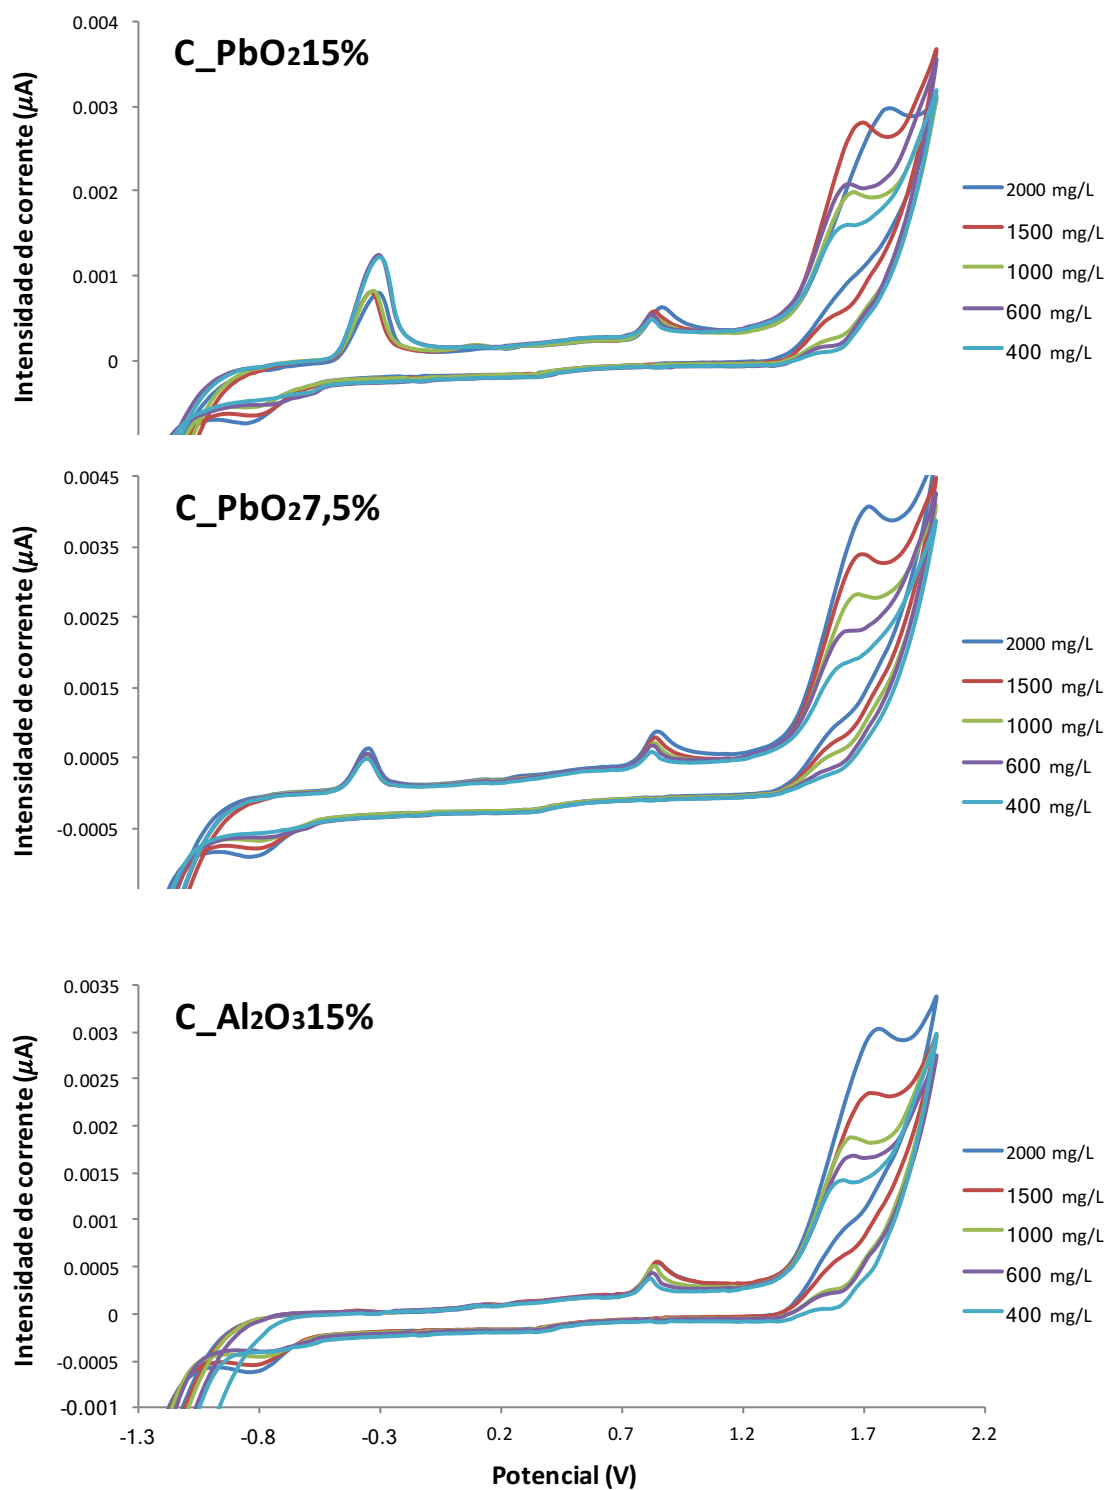 C_PbO₂15%
Intensidade de corrente (μA)
0.004
0.003
0.002
0.001
0
2000 mg/L
1500 mg/L
1000 mg/L
600 mg/L
400 mg/L
C_PbO₂7,5%
Intensidade de corrente (μA)
0.0045
0.0035
0.0025
0.0015
0.0005
-0.0005
2000 mg/L
1500 mg/L
1000 mg/L
600 mg/L
400 mg/L
C_Al₂O₃15%
Intensidade de corrente (μA)
0.0035
0.003
0.0025
0.002
0.0015
0.001
0.0005
0
-0.0005
-0.001
2000 mg/L
1500 mg/L
1000 mg/L
600 mg/L
400 mg/L
-1.3 -0.8 -0.3 0.2 0.7 1.2 1.7 2.2
Potencial (V)